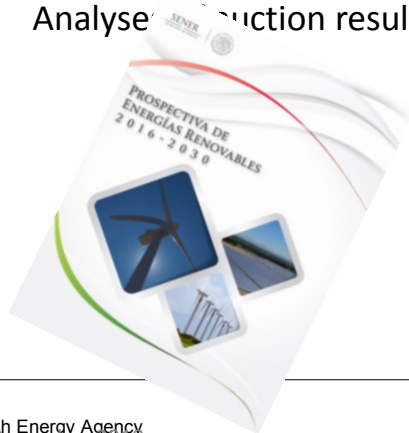 Analyse
uction resul
SENER
PROSPECTIVA DE
ENERGÍAS RENOVABLES
2016-2030
h Energy Agency